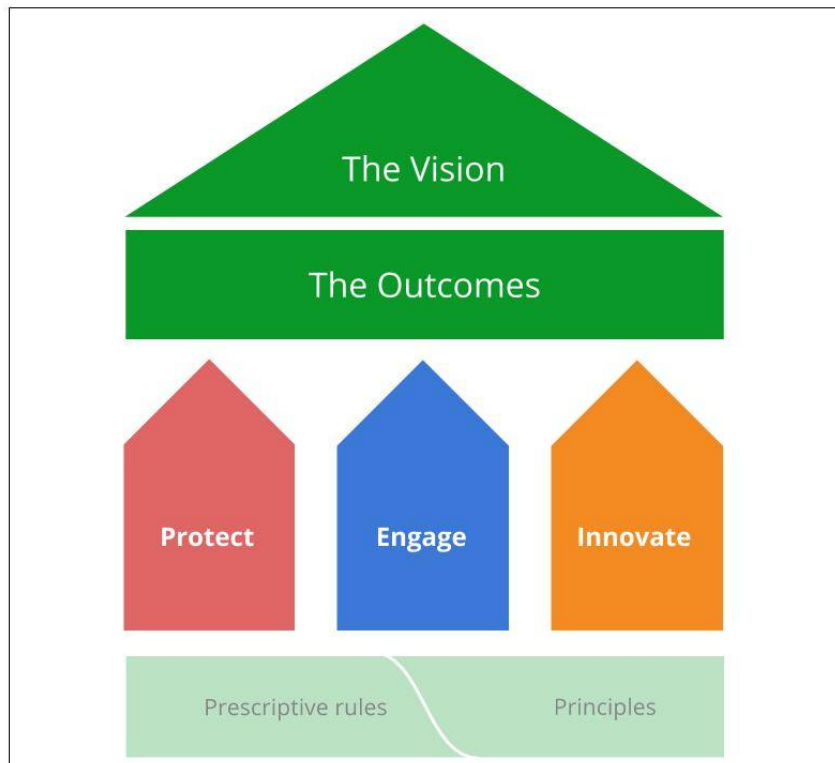 The Vision
The Outcomes
Protect Engage Innovate
Prescriptive rules Principles